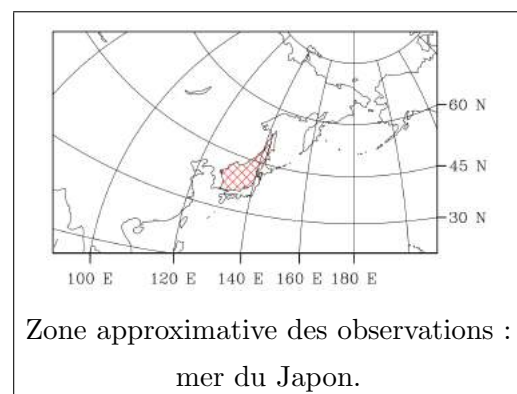 60 N
45 N
30 N
100 E 120 E 140 E 160 E 180 E
Zone approximative des observations :
mer du Japon.